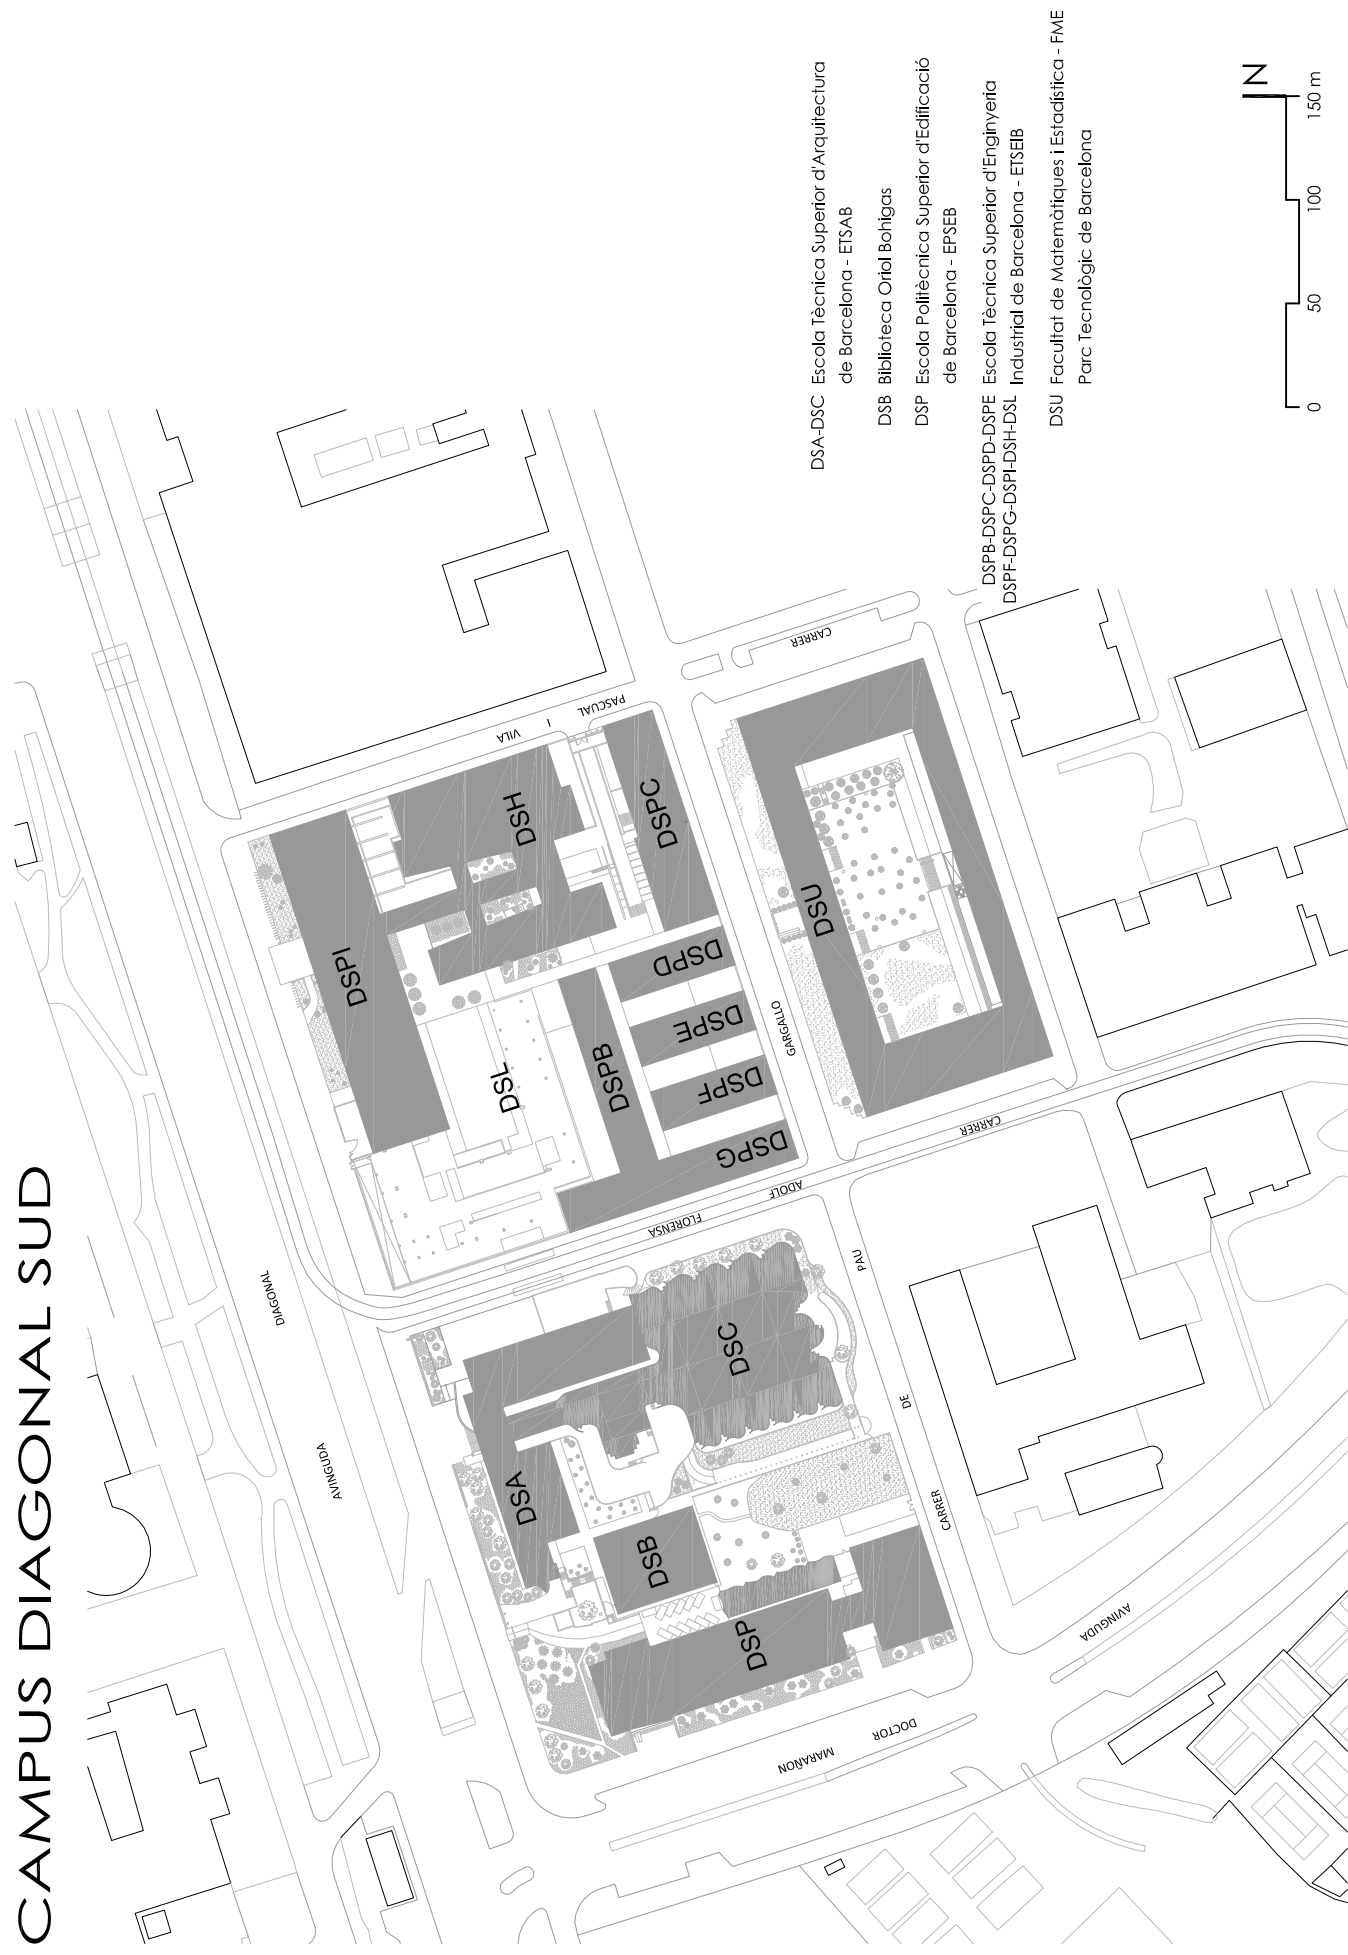 CAMPUS DIAGONAL SUD
DSA-DSC Escola Tècnica Superior d'Arquitectura
de Barcelona - ETSAB
DSB Biblioteca Oriol Bohigas
DSP Escola Politècnica Superior d'Edificació
de Barcelona - EPSEB
DSPB-DSPC-DSPD-DSPE Escola Tècnica Superior d'Enginyeria
DSPF-DSPG-DSPI-DSH-DSL Industrial de Barcelona - ETSEIB
DSU Facultat de Matemàtiques i Estadística - FME
Parc Tecnològic de Barcelona
N
0 50 100 150 m
AVINGUDA DIAGONAL
DSPI
DSH
DSPC
DSL
DSPB
DSPD
DSPE
DSPF
DSPG
DSU
DSA
DSB
DSC
DSP
VILA I PASCUAL
CARRER
GARGALLO
CARRER ADOLF FLORENSA
CARRER DE PAU
AVINGUDA DOCTOR MARAÑON